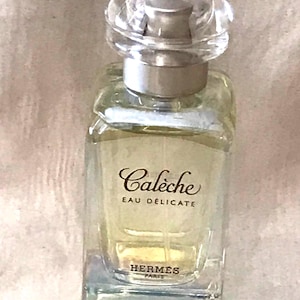 Calèche
EAU DÉLICATE
HERMÈS
PARIS